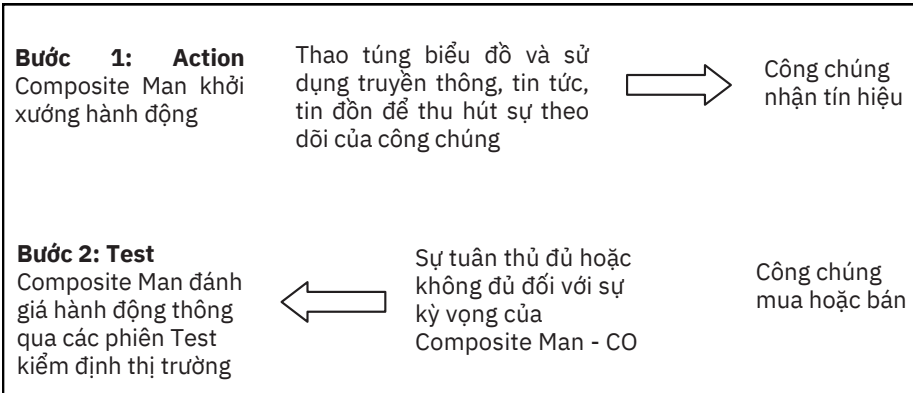 Bước 1: Action
Composite Man khởi
xướng hành động
Thao túng biểu đồ và sử
dụng truyền thông, tin tức,
tin đồn để thu hút sự theo
dõi của công chúng
Công chúng
nhận tín hiệu
Bước 2: Test
Composite Man đánh
giá hành động thông
qua các phiên Test
kiểm định thị trường
Sự tuân thủ đủ hoặc
không đủ đối với sự
kỳ vọng của
Composite Man - CO
Công chúng
mua hoặc bán